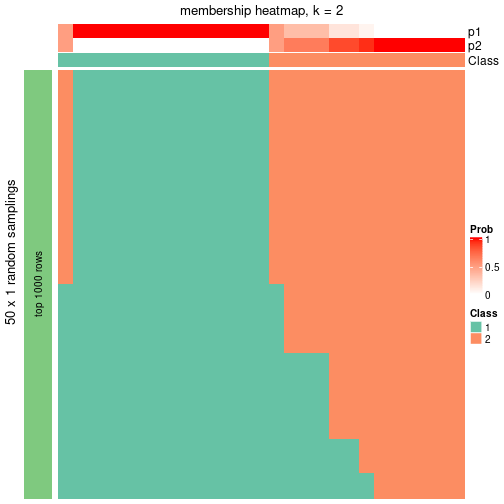 membership heatmap, k = 2
p1
p2
Class
50 x 1 random samplings
top 1000 rows
Prob
1
0.5
0
Class
1
2